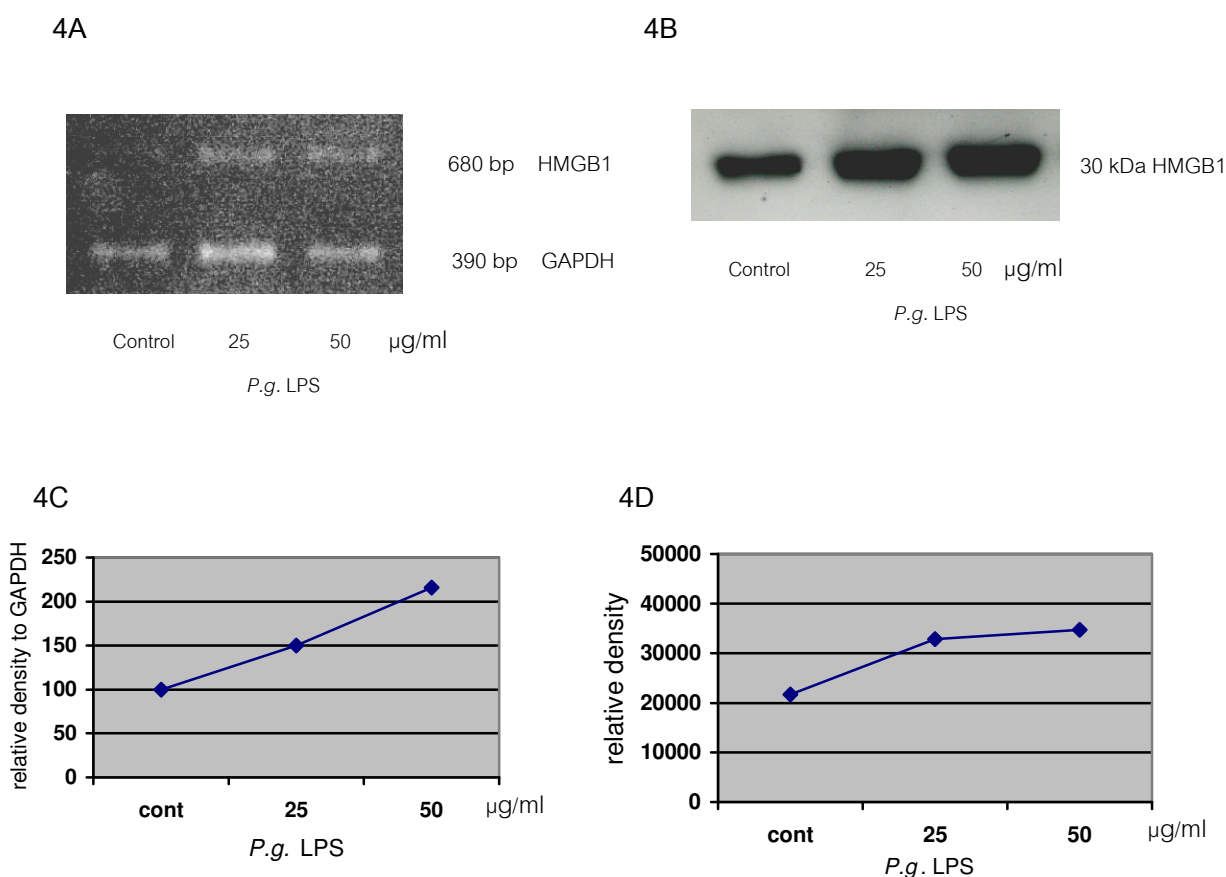 4A
680 bp HMGB1
390 bp GAPDH
Control 25 50 µg/ml
P.g. LPS
4B
30 kDa HMGB1
Control 25 50 µg/ml
P.g. LPS
4C
relative density to GAPDH
250
200
150
100
50
0
cont 25 50 µg/ml
P.g. LPS
4D
relative density
50000
40000
30000
20000
10000
0
cont 25 50 µg/ml
P.g. LPS